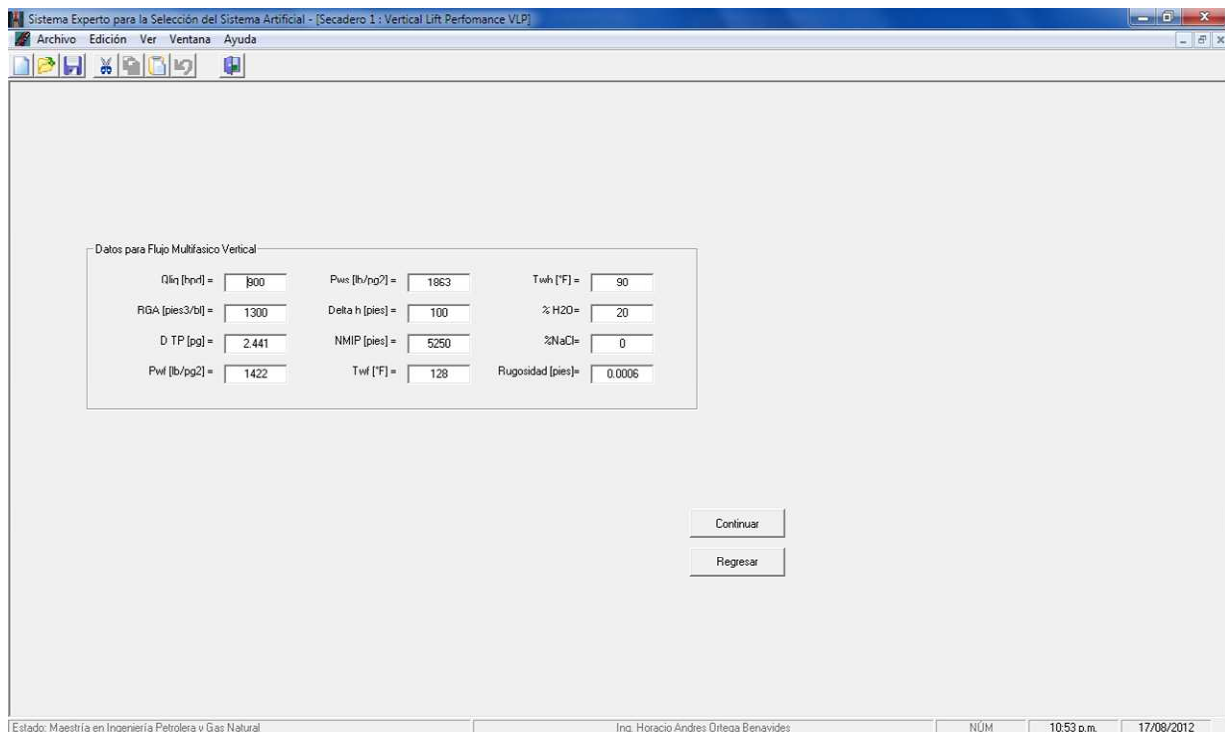 Sistema Experto para la Selección del Sistema Artificial - [Secadero 1 : Vertical Lift Perfomance VLP]
Archivo Edición Ver Ventana Ayuda
Datos para Flujo Multifasico Vertical
Qliq [bpd] = 900 Pws [lb/pg2] = 1863 Twh [°F] = 90
RGA [pies3/bl] = 1300 Delta h [pies] = 100 % H2O= 20
D TP [pg] = 2.441 NMIP [pies] = 5250 %NaCl= 0
Pwf [lb/pg2] = 1422 Twf [°F] = 128 Rugosidad [pies]= 0.0006
Continuar
Regresar
Estado: Maestría en Ingeniería Petrolera y Gas Natural Ing. Horacio Andres Ortega Benavides NÚM 10:53 p.m. 17/08/2012